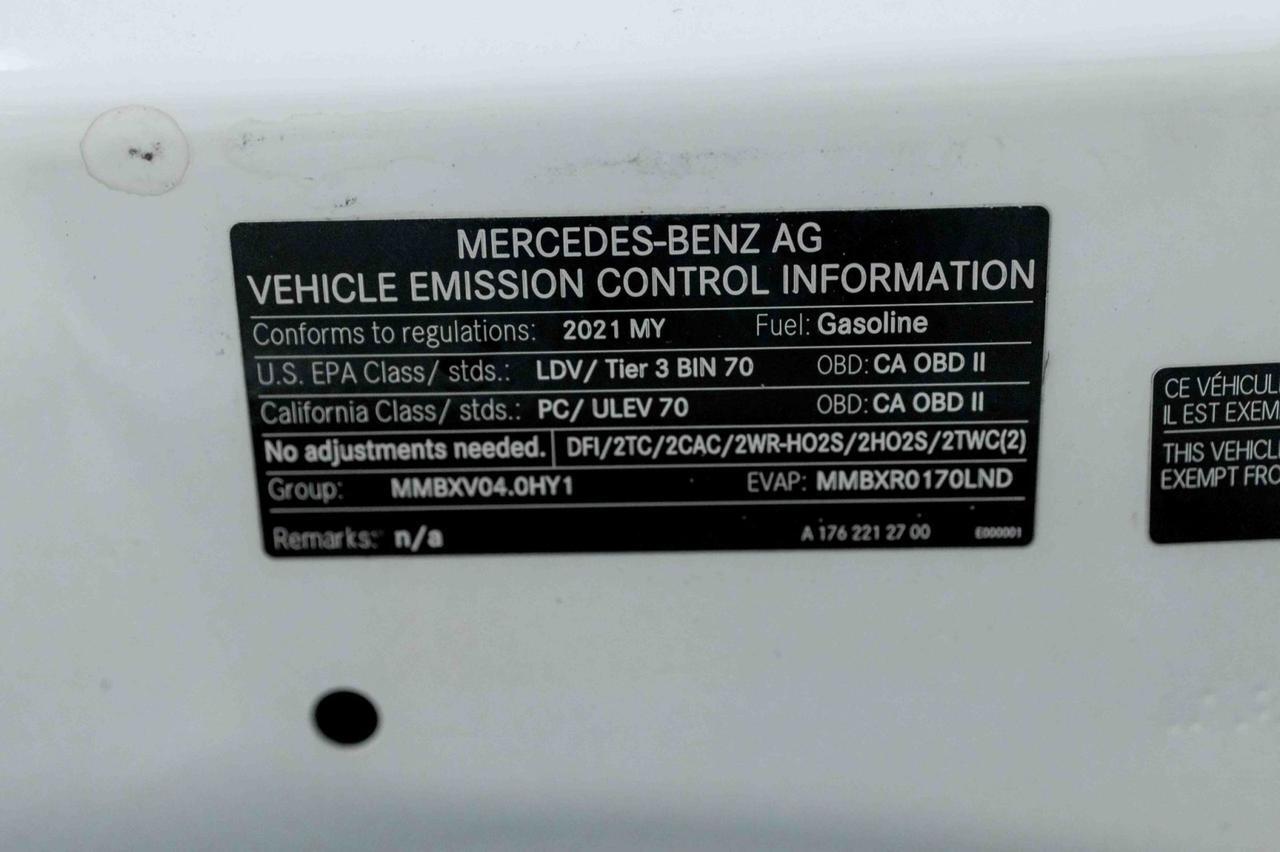 MERCEDES-BENZ AG
VEHICLE EMISSION CONTROL INFORMATION
Conforms to regulations: 2021 MY Fuel: Gasoline
U.S. EPA Class/ stds.: LDV/ Tier 3 BIN 70 OBD: CA OBD II
California Class/ stds.: PC/ ULEV 70 OBD: CA OBD II
No adjustments needed. DFI/2TC/2CAC/2WR-HO2S/2HO2S/2TWC(2)
Group: MMBXV04.0HY1 EVAP: MMBXR0170LND
Remarks: n/a A 176 221 27 00 E000001
CE VÉHICUL
IL EST EXEM
THIS VEHICL
EXEMPT FRO